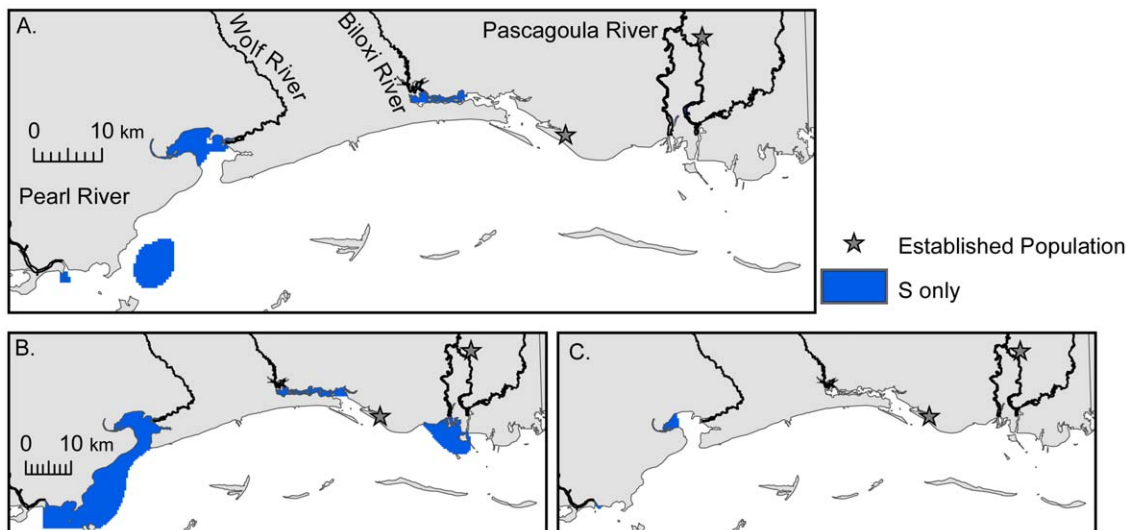 A.
Wolf River
Biloxi River
Pascagoula River
0 10 km
Pearl River
Established Population
S only
B.
0 10 km
C.